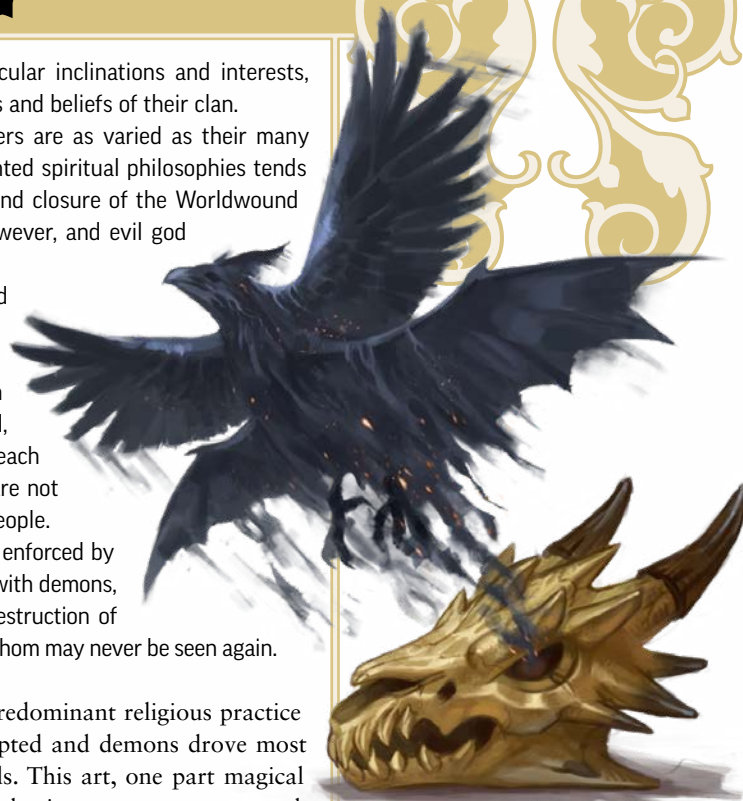 cular inclinations and interests,
s and beliefs of their clan.
ers are as varied as their many
nted spiritual philosophies tends
nd closure of the Worldwound
wever, and evil god
d
n
l,
each
re not
eople.
enforced by
with demons,
estruction of
hom may never be seen again.
redominant religious practice
pted and demons drove most
ls. This art, one part magical